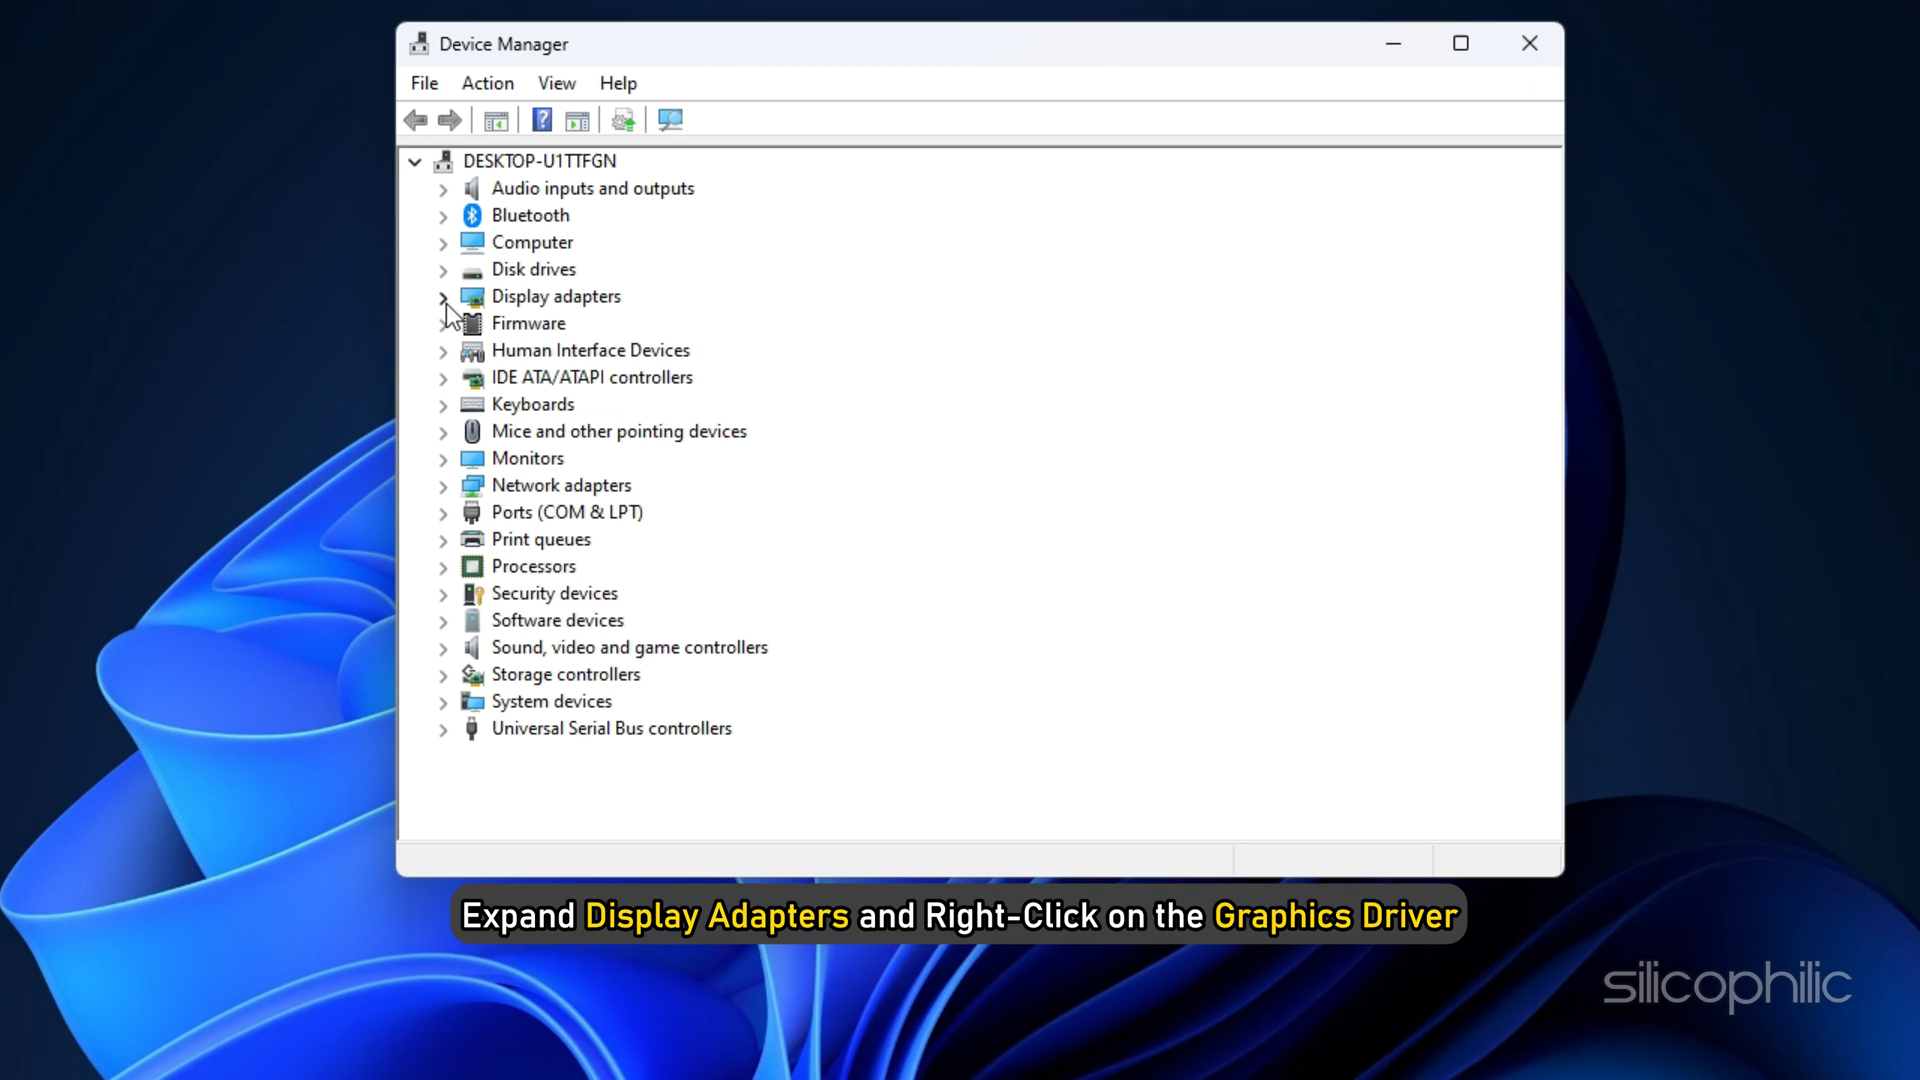 Device Manager
File Action View Help
DESKTOP-U1TTFGN
Audio inputs and outputs
Bluetooth
Computer
Disk drives
Display adapters
Firmware
Human Interface Devices
IDE ATA/ATAPI controllers
Keyboards
Mice and other pointing devices
Monitors
Network adapters
Ports (COM & LPT)
Print queues
Processors
Security devices
Software devices
Sound, video and game controllers
Storage controllers
System devices
Universal Serial Bus controllers
Expand Display Adapters and Right-Click on the Graphics Driver
silicophilic